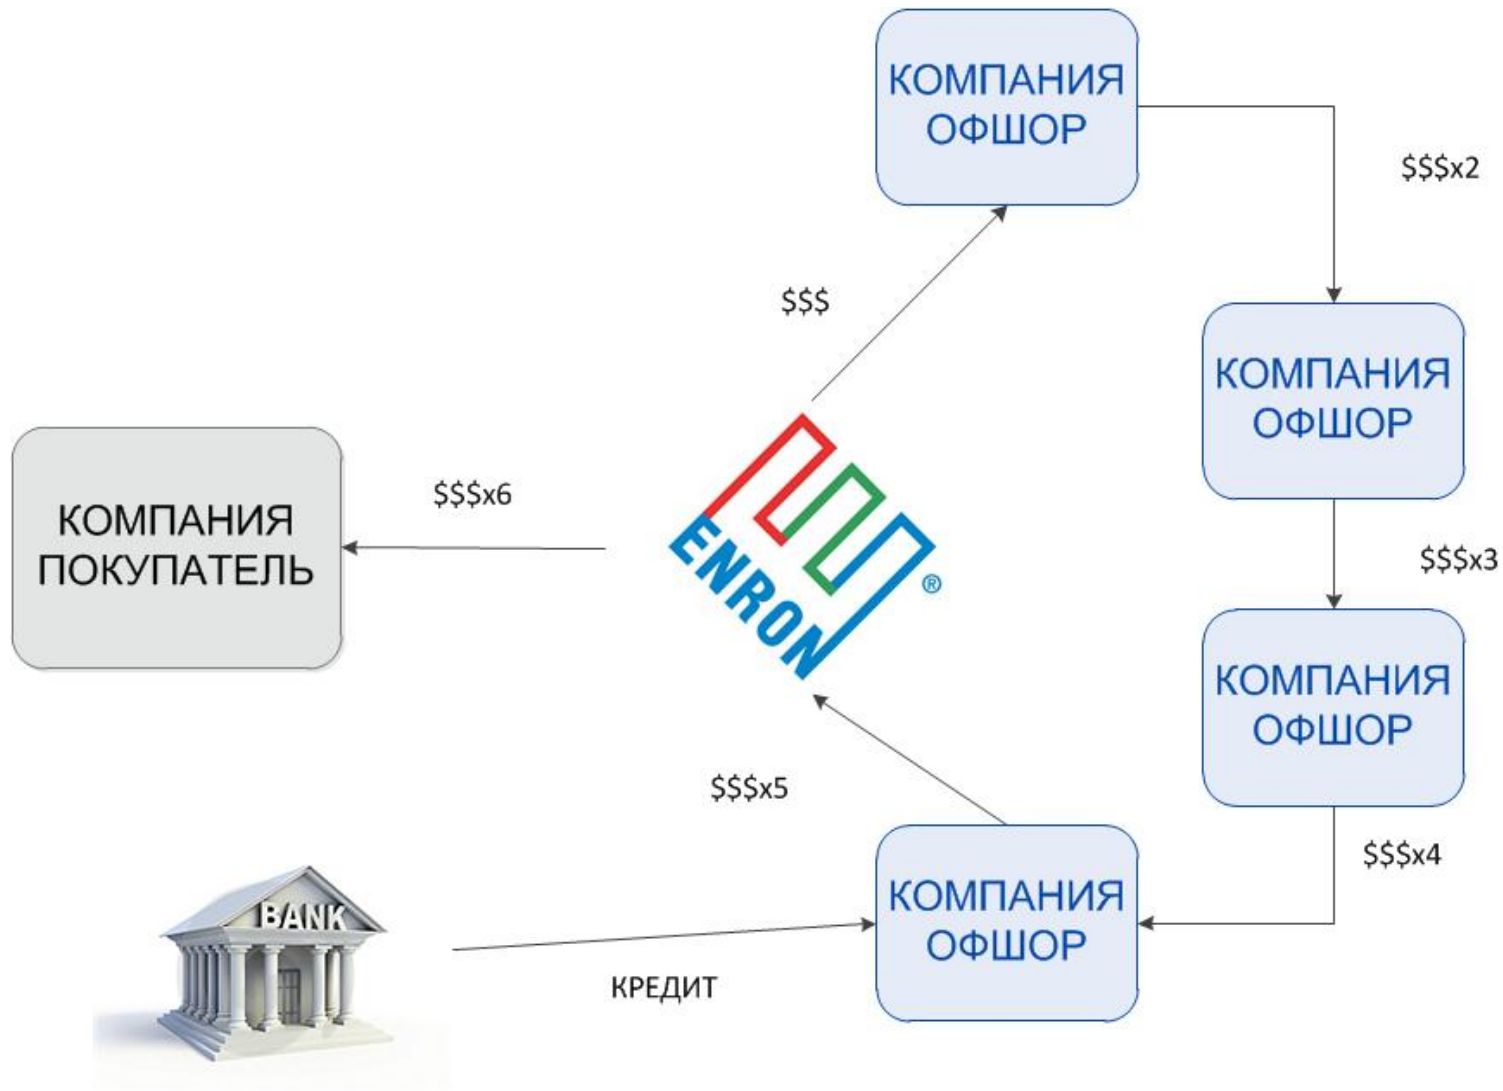 КОМПАНИЯ
ОФШОР
$$$x2
$$$
КОМПАНИЯ
ОФШОР
КОМПАНИЯ
ПОКУПАТЕЛЬ
$$$x6
ENRON
®
$$$x3
КОМПАНИЯ
ОФШОР
$$$x5
$$$x4
КОМПАНИЯ
ОФШОР
BANK
КРЕДИТ